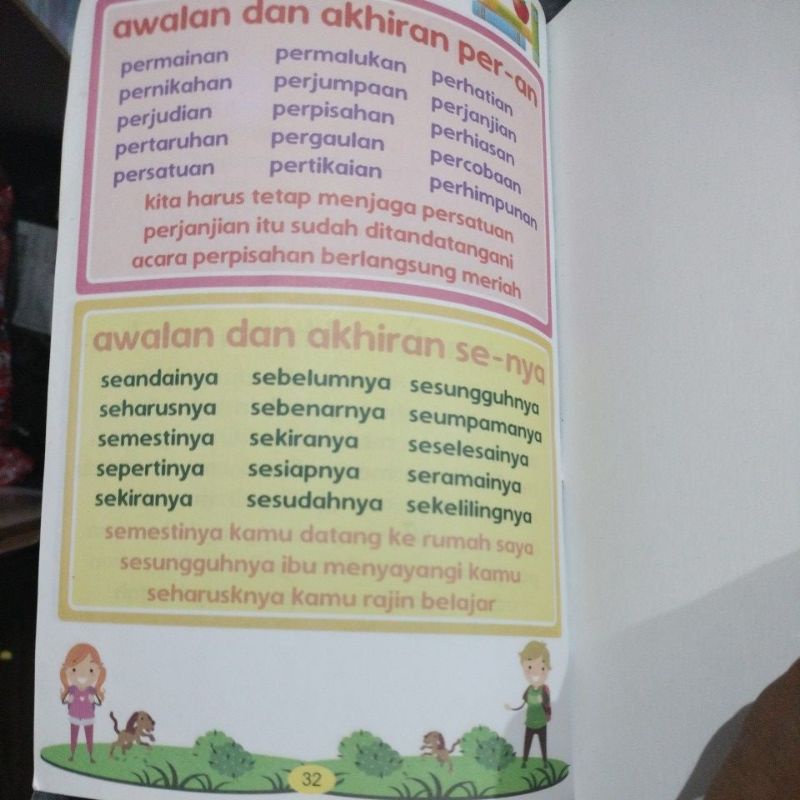 awalan dan akhiran per-an
permainan permalukan perhatian
pernikahan perjumpaan perjanjian
perjudian perpisahan perhiasan
pertaruhan pergaulan percobaan
persatuan pertikaian perhimpunan
kita harus tetap menjaga persatuan
perjanjian itu sudah ditandatangani
acara perpisahan berlangsung meriah
awalan dan akhiran se-nya
seandainya sebelumnya sesungguhnya
seharusnya sebenarnya seumpamanya
semestinya sekiranya seselesainya
sepertinya sesiapnya seramainya
sekiranya sesudahnya sekelilingnya
semestinya kamu datang ke rumah saya
sesungguhnya ibu menyayangi kamu
seharusknya kamu rajin belajar
32